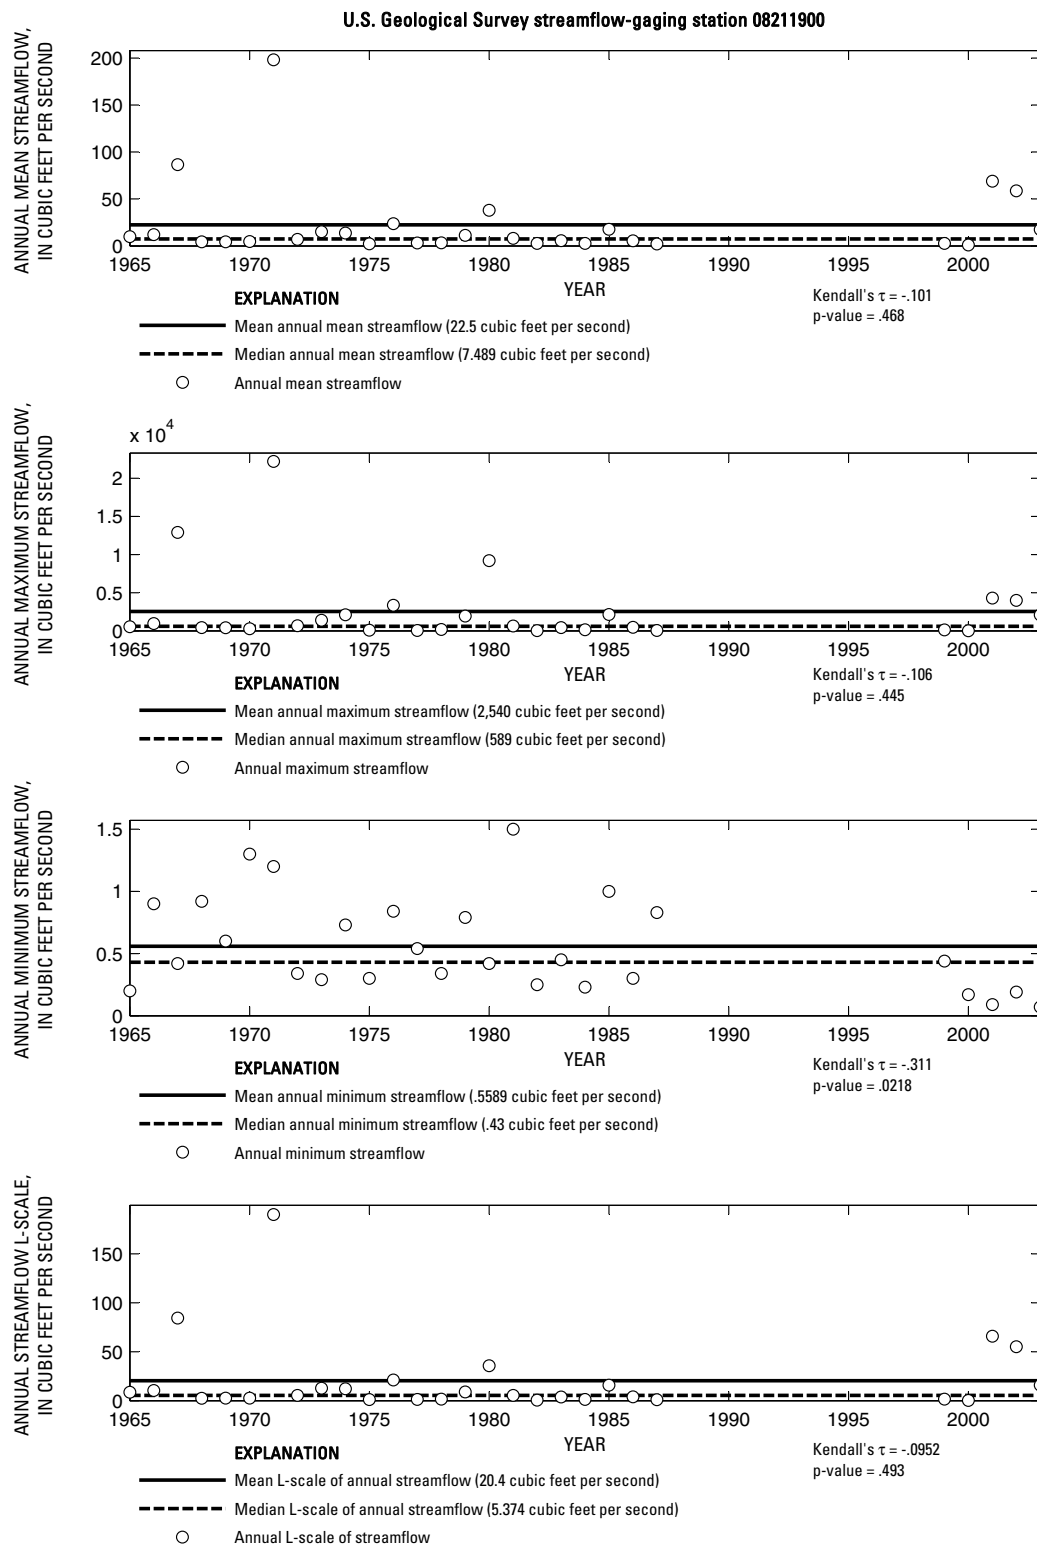 U.S. Geological Survey streamflow-gaging station 08211900
ANNUAL MEAN STREAMFLOW,
IN CUBIC FEET PER SECOND
200
150
100
50
0
1965 1970 1975 1980 1985 1990 1995 2000
YEAR
EXPLANATION
Mean annual mean streamflow (22.5 cubic feet per second)
Median annual mean streamflow (7.489 cubic feet per second)
Annual mean streamflow
Kendall's τ = -.101
p-value = .468
ANNUAL MAXIMUM STREAMFLOW,
IN CUBIC FEET PER SECOND
x 10^4
2
1.5
1
0.5
0
1965 1970 1975 1980 1985 1990 1995 2000
YEAR
EXPLANATION
Mean annual maximum streamflow (2,540 cubic feet per second)
Median annual maximum streamflow (589 cubic feet per second)
Annual maximum streamflow
Kendall's τ = -.106
p-value = .445
ANNUAL MINIMUM STREAMFLOW,
IN CUBIC FEET PER SECOND
1.5
1
0.5
0
1965 1970 1975 1980 1985 1990 1995 2000
YEAR
EXPLANATION
Mean annual minimum streamflow (.5589 cubic feet per second)
Median annual minimum streamflow (.43 cubic feet per second)
Annual minimum streamflow
Kendall's τ = -.311
p-value = .0218
ANNUAL STREAMFLOW L-SCALE,
IN CUBIC FEET PER SECOND
150
100
50
0
1965 1970 1975 1980 1985 1990 1995 2000
YEAR
EXPLANATION
Mean L-scale of annual streamflow (20.4 cubic feet per second)
Median L-scale of annual streamflow (5.374 cubic feet per second)
Annual L-scale of streamflow
Kendall's τ = -.0952
p-value = .493